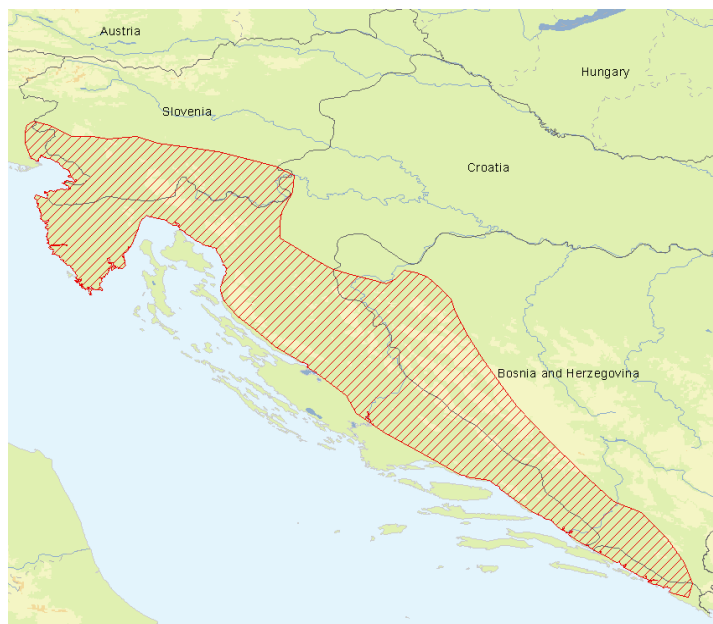 Austria
Hungary
Slovenia
Croatia
Bosnia and Herzegovina